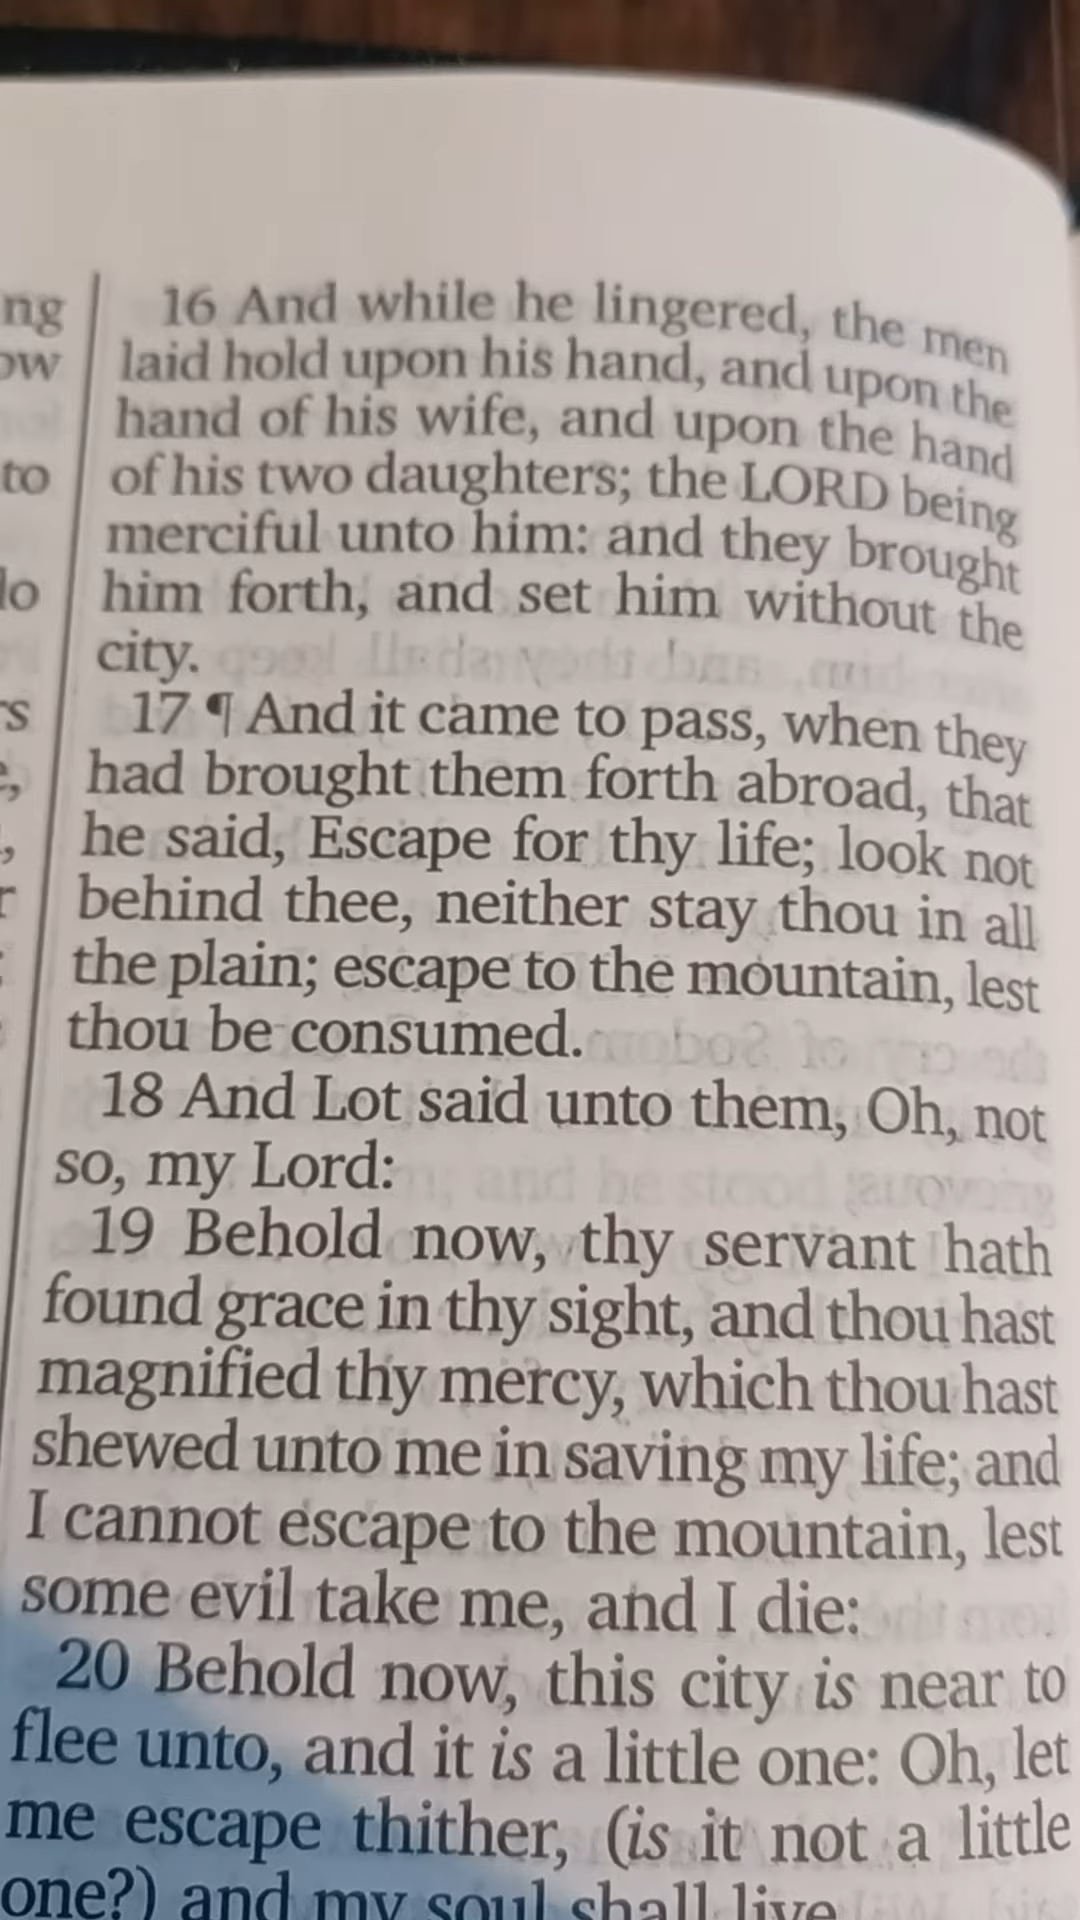 ng
ow
to
lo
rs
e,
r
16 And while he lingered, the men
laid hold upon his hand, and upon the
hand of his wife, and upon the hand
of his two daughters; the LORD being
merciful unto him: and they brought
him forth, and set him without the
city.
17 ¶ And it came to pass, when they
had brought them forth abroad, that
he said, Escape for thy life; look not
behind thee, neither stay thou in all
the plain; escape to the mountain, lest
thou be consumed.
18 And Lot said unto them, Oh, not
so, my Lord:
19 Behold now, thy servant hath
found grace in thy sight, and thou hast
magnified thy mercy, which thou hast
shewed unto me in saving my life; and
I cannot escape to the mountain, lest
some evil take me, and I die:
20 Behold now, this city is near to
flee unto, and it is a little one: Oh, let
me escape thither, (is it not a little
one?) and my soul shall live